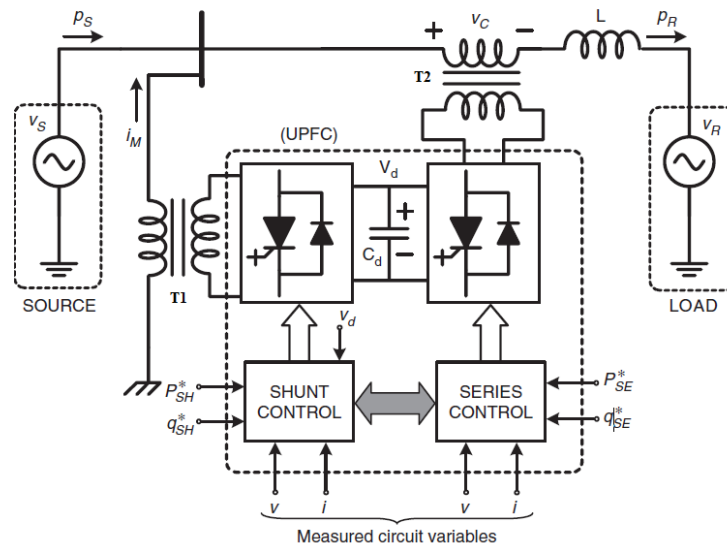 p_S
+ v_C −
L
p_R
T2
v_S
i_M
(UPFC)
v_R
V_d
+
C_d
−
+
+
SOURCE
T1
LOAD
v_d
P*_SH
SHUNT CONTROL
SERIES CONTROL
P*_SE
q*_SH
q*_SE
v i v i
Measured circuit variables